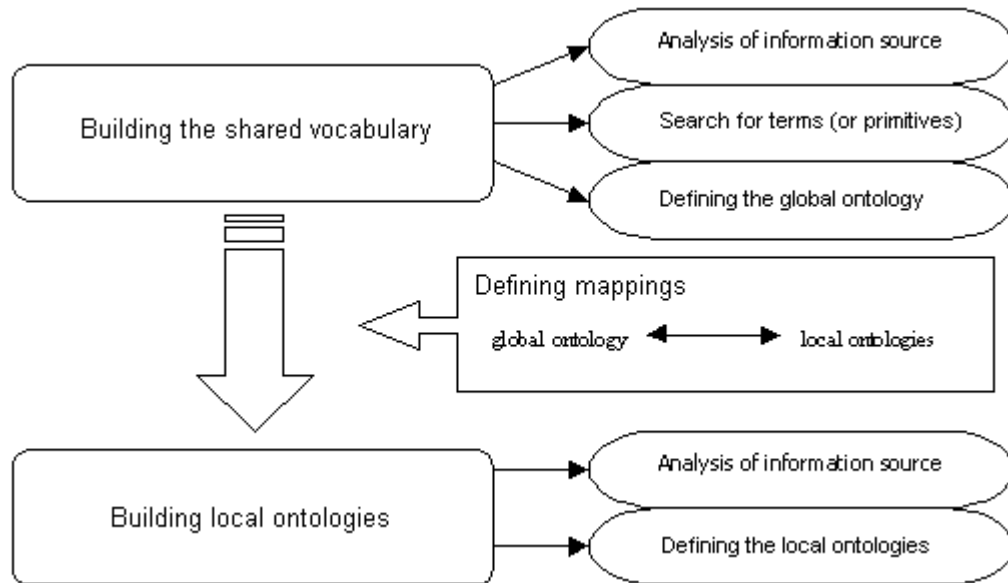 Analysis of information source
Building the shared vocabulary
Search for terms (or primitives)
Defining the global ontology
Defining mappings
global ontology
local ontologies
Analysis of information source
Building local ontologies
Defining the local ontologies